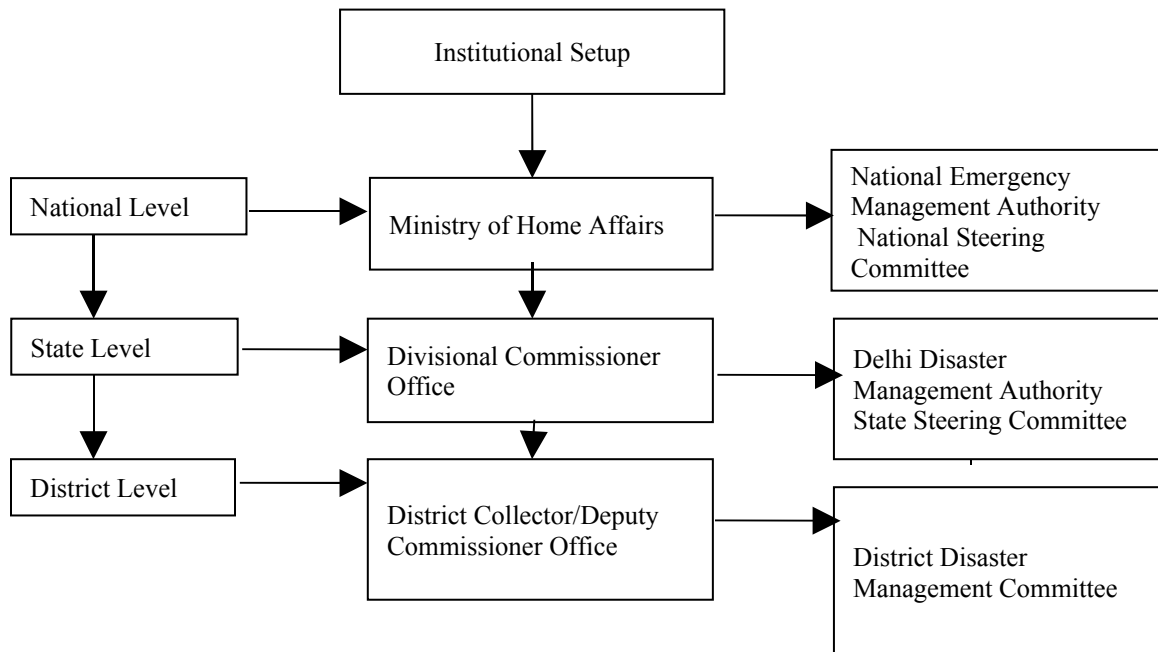 Institutional Setup
National Level
Ministry of Home Affairs
National Emergency
Management Authority
National Steering
Committee
State Level
Divisional Commissioner
Office
Delhi Disaster
Management Authority
State Steering Committee
District Level
District Collector/Deputy
Commissioner Office
District Disaster
Management Committee